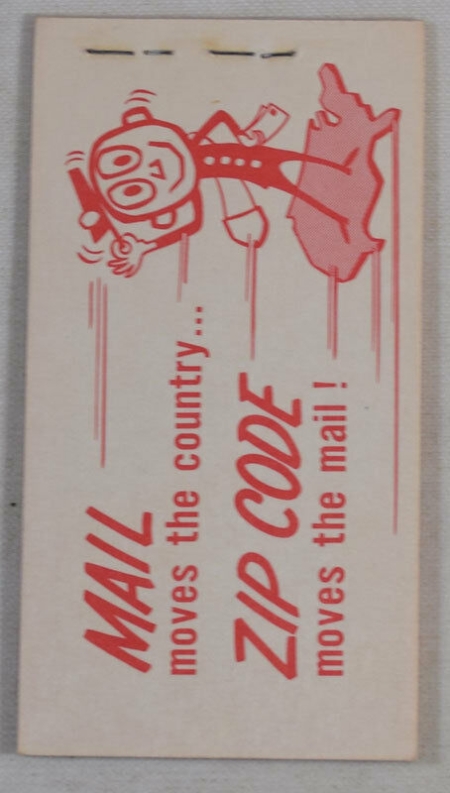 MAIL
moves the country...
ZIP CODE
moves the mail!